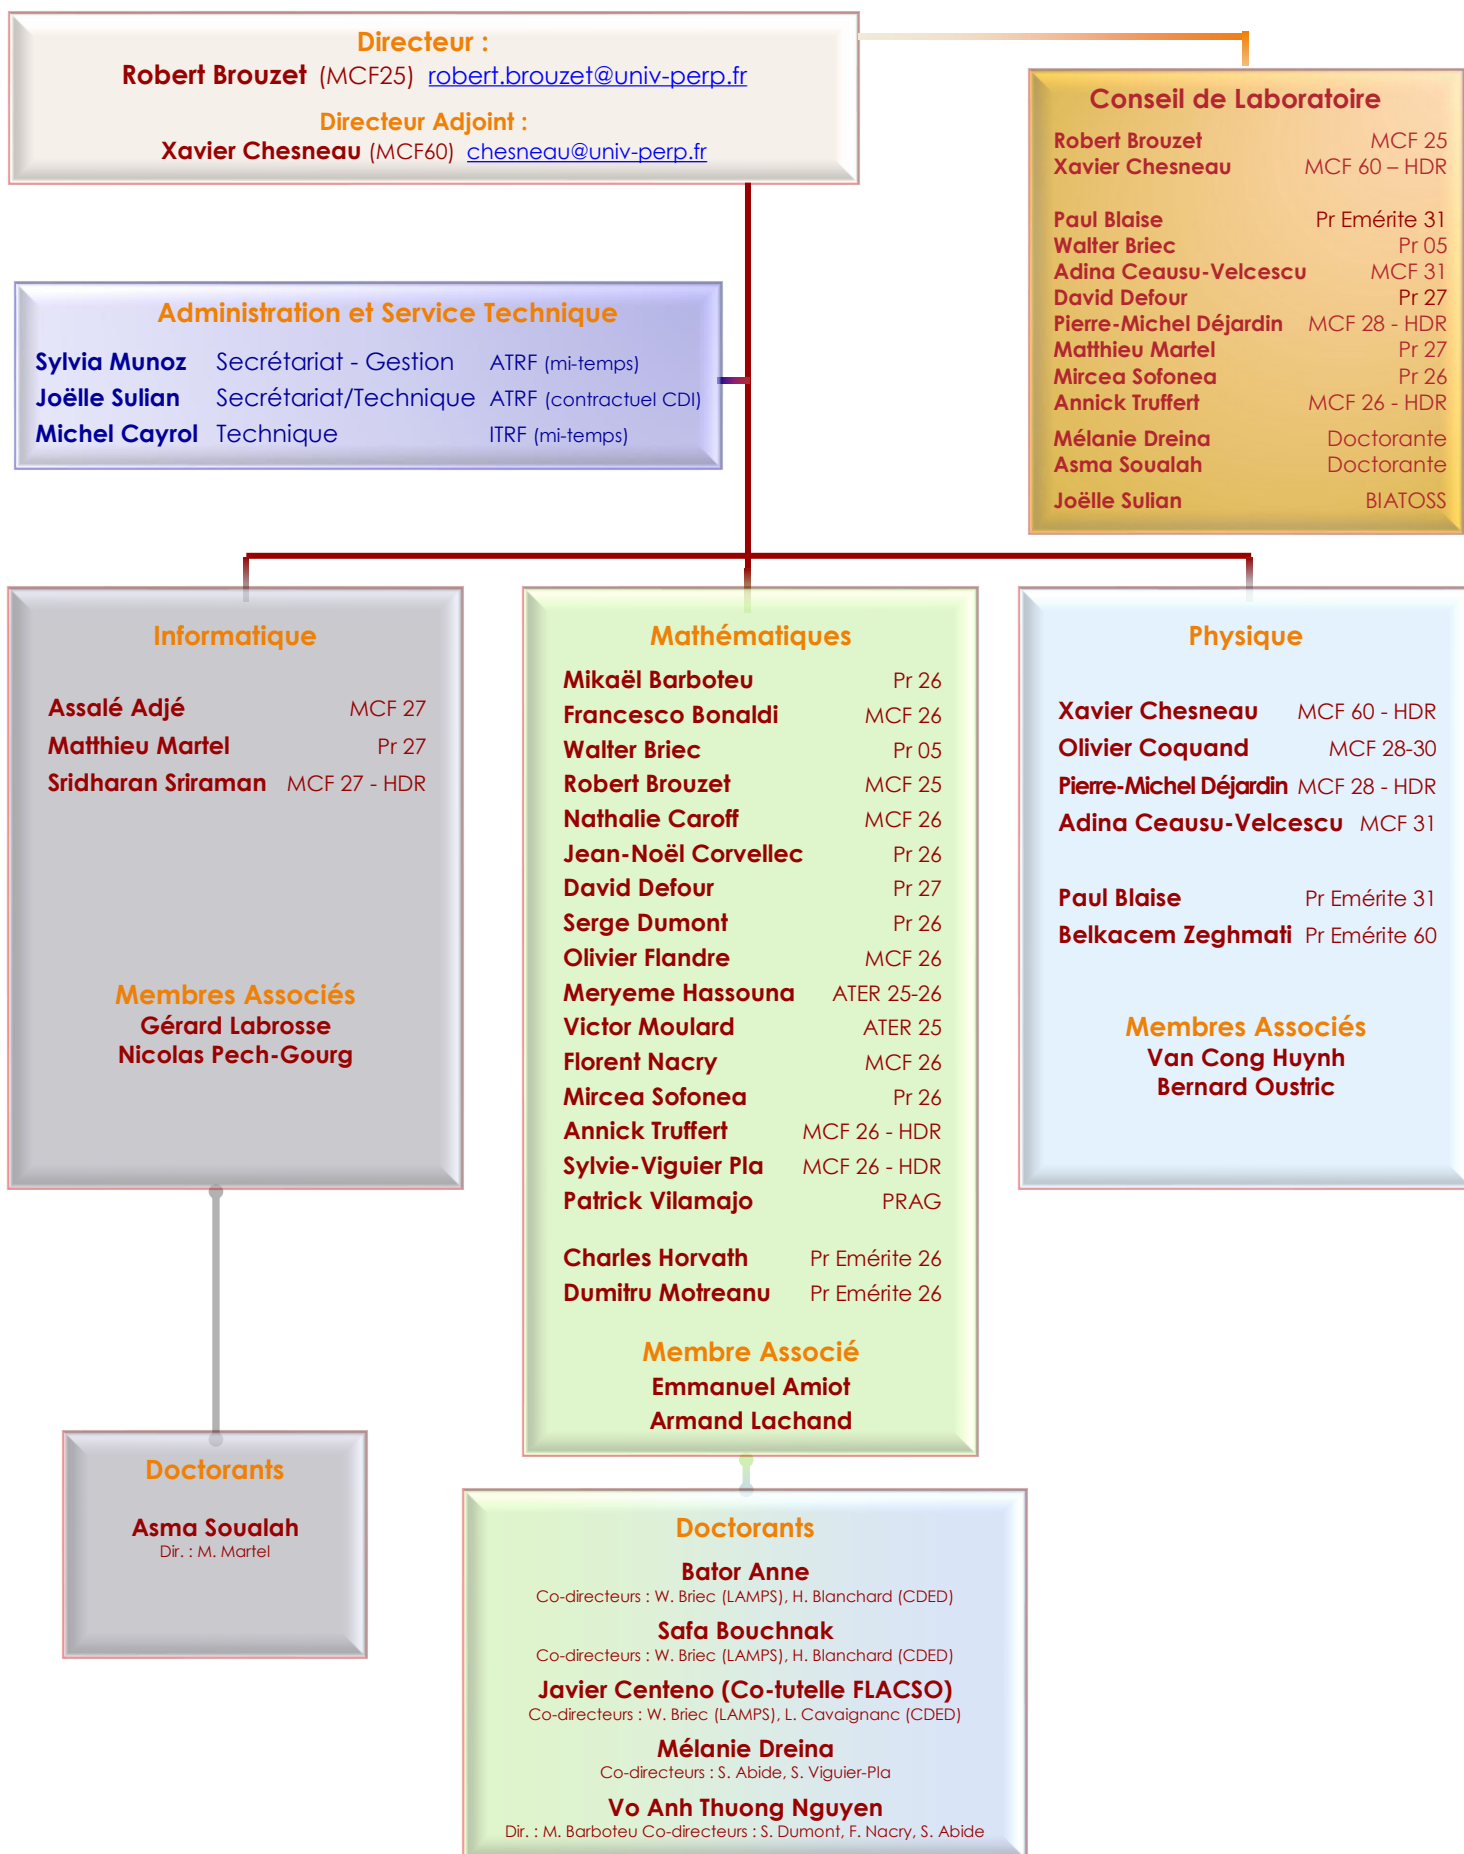 Directeur :
Robert Brouzet (MCF25) robert.brouzet@univ-perp.fr
Directeur Adjoint :
Xavier Chesneau (MCF60) chesneau@univ-perp.fr
Conseil de Laboratoire
Robert Brouzet MCF 25
Xavier Chesneau MCF 60 – HDR
Paul Blaise Pr Emérite 31
Walter Briec Pr 05
Adina Ceausu-Velcescu MCF 31
David Defour Pr 27
Pierre-Michel Déjardin MCF 28 - HDR
Matthieu Martel Pr 27
Mircea Sofonea Pr 26
Annick Truffert MCF 26 - HDR
Mélanie Dreina Doctorante
Asma Soualah Doctorante
Joëlle Sulian BIATOSS
Administration et Service Technique
Sylvia Munoz Secrétariat - Gestion ATRF (mi-temps)
Joëlle Sulian Secrétariat/Technique ATRF (contractuel CDI)
Michel Cayrol Technique ITRF (mi-temps)
Informatique
Assalé Adjé MCF 27
Matthieu Martel Pr 27
Sridharan Sriraman MCF 27 - HDR
Membres Associés
Gérard Labrosse
Nicolas Pech-Gourg
Mathématiques
Mikaël Barboteu Pr 26
Francesco Bonaldi MCF 26
Walter Briec Pr 05
Robert Brouzet MCF 25
Nathalie Caroff MCF 26
Jean-Noël Corvellec Pr 26
David Defour Pr 27
Serge Dumont Pr 26
Olivier Flandre MCF 26
Meryeme Hassouna ATER 25-26
Victor Moulard ATER 25
Florent Nacry MCF 26
Mircea Sofonea Pr 26
Annick Truffert MCF 26 - HDR
Sylvie-Viguier Pla MCF 26 - HDR
Patrick Vilamajo PRAG
Charles Horvath Pr Emérite 26
Dumitru Motreanu Pr Emérite 26
Membre Associé
Emmanuel Amiot
Armand Lachand
Physique
Xavier Chesneau MCF 60 - HDR
Olivier Coquand MCF 28-30
Pierre-Michel Déjardin MCF 28 - HDR
Adina Ceausu-Velcescu MCF 31
Paul Blaise Pr Emérite 31
Belkacem Zeghmati Pr Emérite 60
Membres Associés
Van Cong Huynh
Bernard Oustric
Doctorants
Asma Soualah
Dir. : M. Martel
Doctorants
Bator Anne
Co-directeurs : W. Briec (LAMPS), H. Blanchard (CDED)
Safa Bouchnak
Co-directeurs : W. Briec (LAMPS), H. Blanchard (CDED)
Javier Centeno (Co-tutelle FLACSO)
Co-directeurs : W. Briec (LAMPS), L. Cavaignanc (CDED)
Mélanie Dreina
Co-directeurs : S. Abide, S. Viguier-Pla
Vo Anh Thuong Nguyen
Dir. : M. Barboteu Co-directeurs : S. Dumont, F. Nacry, S. Abide